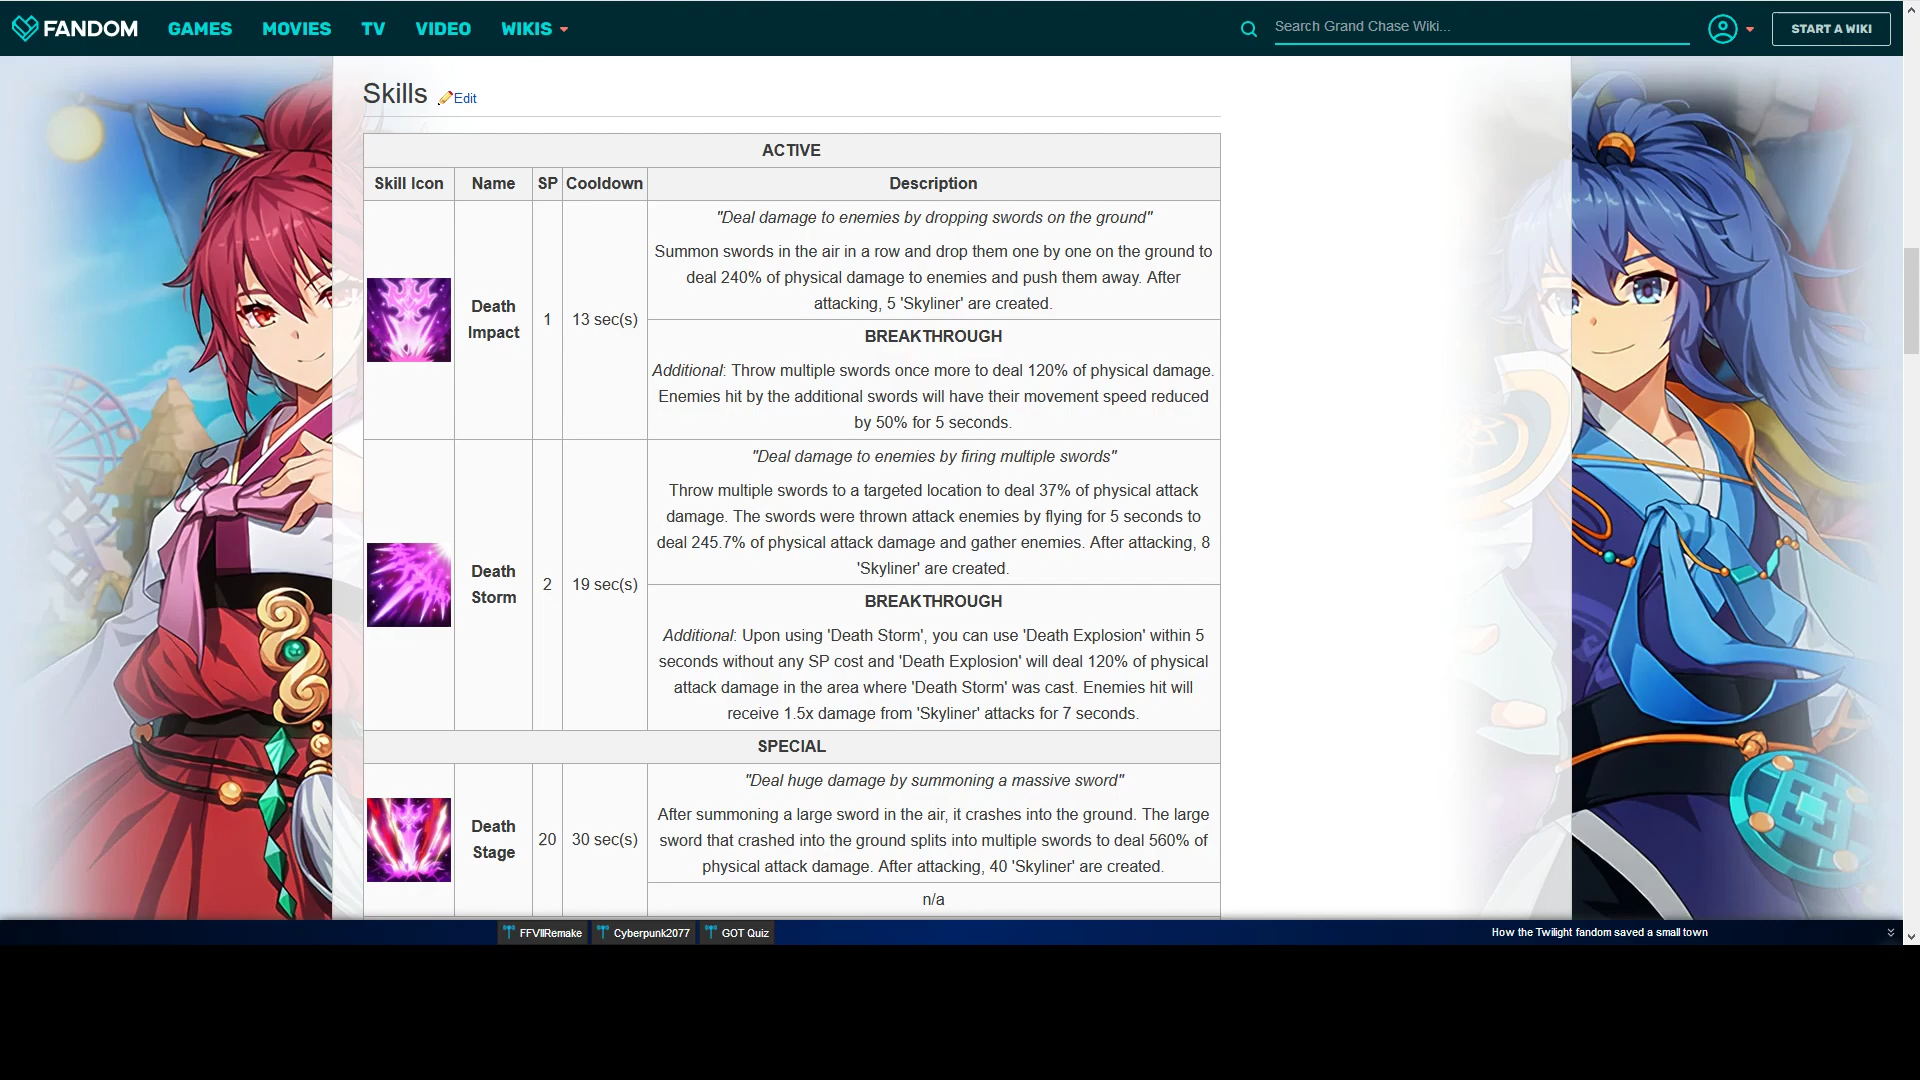 FANDOM GAMES MOVIES TV VIDEO WIKIS Search Grand Chase Wiki... START A WIKI
Skills Edit
ACTIVE
Skill Icon Name SP Cooldown Description
Death
Impact
1
13 sec(s)
"Deal damage to enemies by dropping swords on the ground"
Summon swords in the air in a row and drop them one by one on the ground to
deal 240% of physical damage to enemies and push them away. After
attacking, 5 'Skyliner' are created.
BREAKTHROUGH
Additional: Throw multiple swords once more to deal 120% of physical damage.
Enemies hit by the additional swords will have their movement speed reduced
by 50% for 5 seconds.
Death
Storm
2
19 sec(s)
"Deal damage to enemies by firing multiple swords"
Throw multiple swords to a targeted location to deal 37% of physical attack
damage. The swords were thrown attack enemies by flying for 5 seconds to
deal 245.7% of physical attack damage and gather enemies. After attacking, 8
'Skyliner' are created.
BREAKTHROUGH
Additional: Upon using 'Death Storm', you can use 'Death Explosion' within 5
seconds without any SP cost and 'Death Explosion' will deal 120% of physical
attack damage in the area where 'Death Storm' was cast. Enemies hit will
receive 1.5x damage from 'Skyliner' attacks for 7 seconds.
SPECIAL
Death
Stage
20
30 sec(s)
"Deal huge damage by summoning a massive sword"
After summoning a large sword in the air, it crashes into the ground. The large
sword that crashed into the ground splits into multiple swords to deal 560% of
physical attack damage. After attacking, 40 'Skyliner' are created.
n/a
FFVIIRemake Cyberpunk2077 GOT Quiz How the Twilight fandom saved a small town